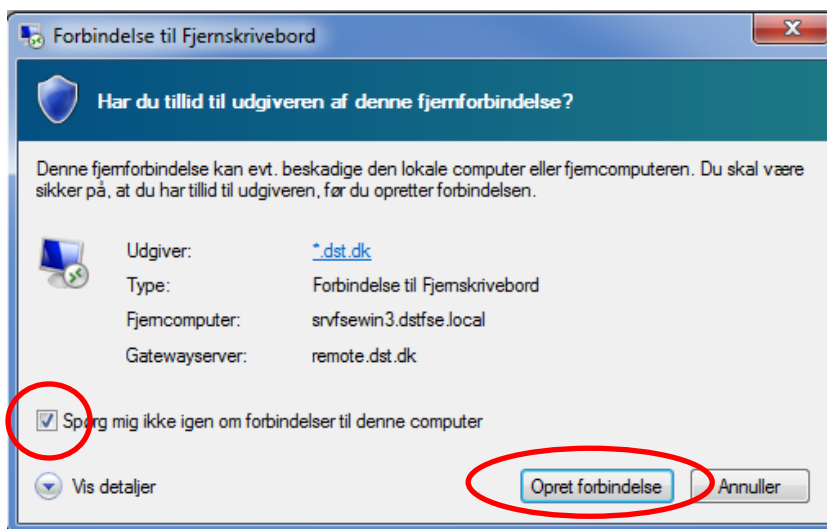 Forbindelse til Fjernskrivebord
Har du tillid til udgiveren af denne fjernforbindelse?
Denne fjernforbindelse kan evt. beskadige den lokale computer eller fjerncomputeren. Du skal være
sikker på, at du har tillid til udgiveren, før du opretter forbindelsen.
Udgiver: *.dst.dk
Type: Forbindelse til Fjernskrivebord
Fjerncomputer: srvfsewin3.dstfse.local
Gatewayserver: remote.dst.dk
Spørg mig ikke igen om forbindelser til denne computer
Vis detaljer Opret forbindelse Annuller